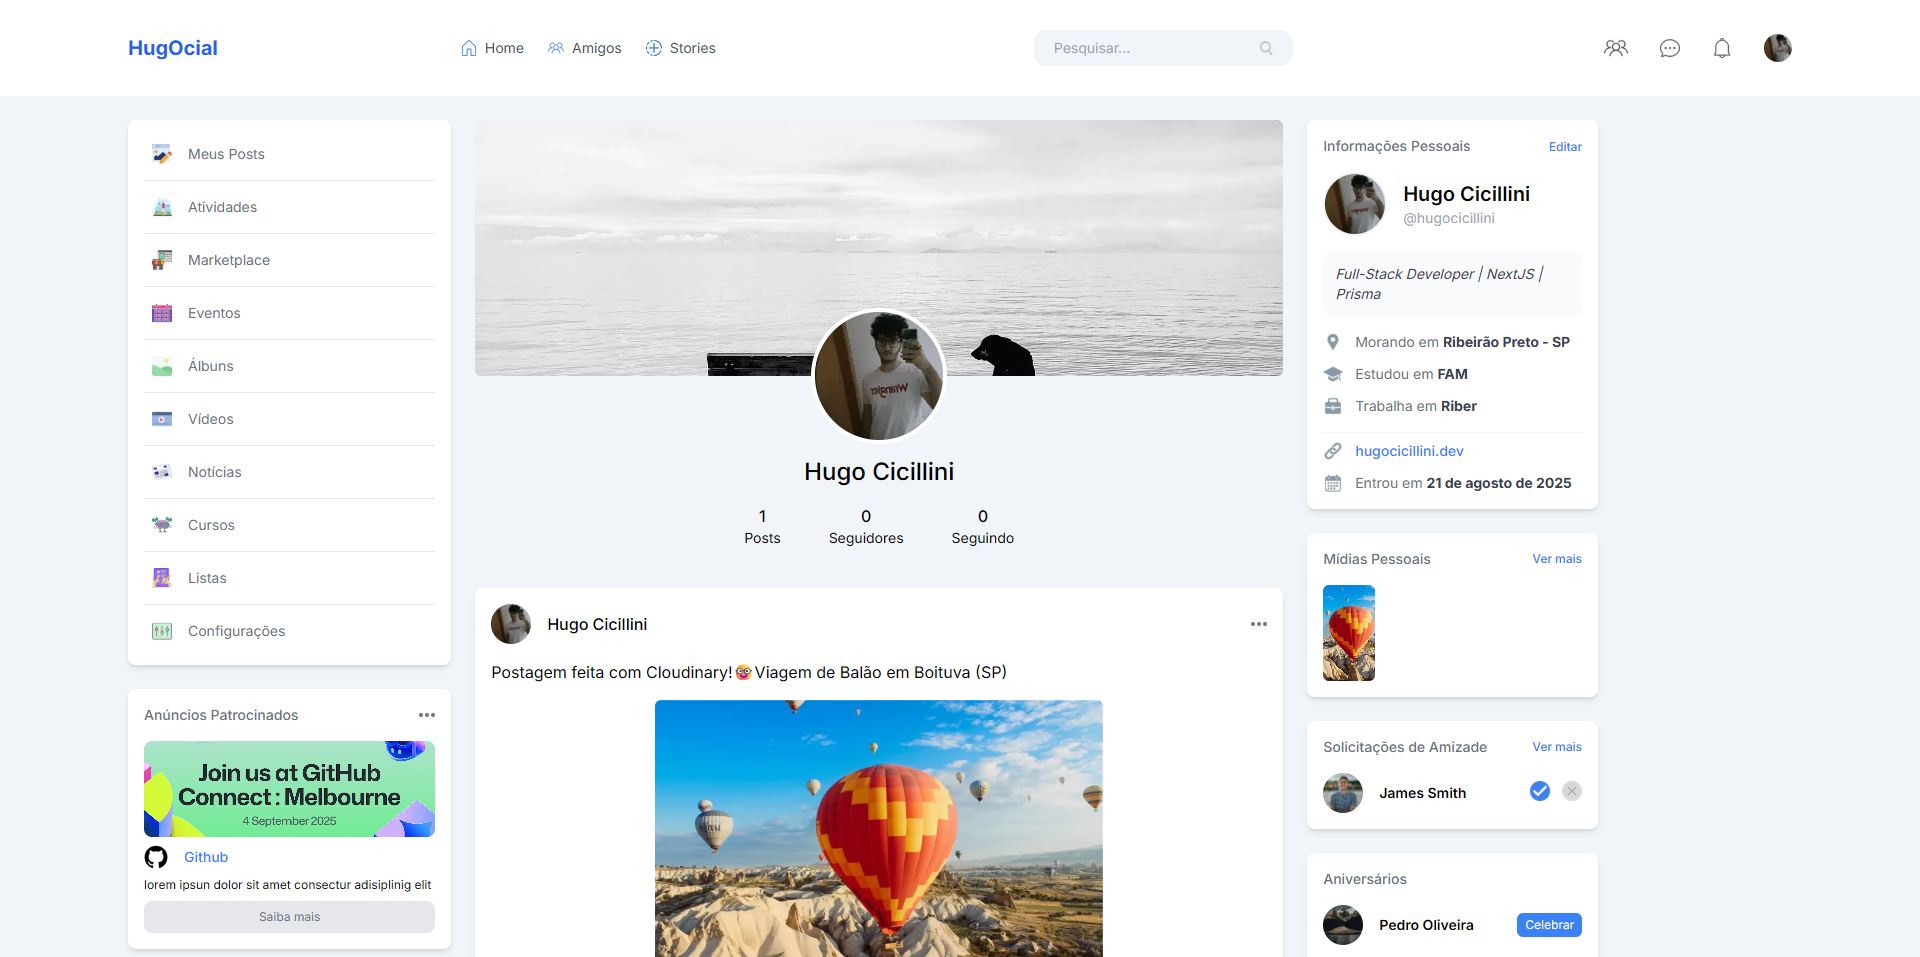 HugOcial
Home
Amigos
Stories
Pesquisar...
Meus Posts
Atividades
Marketplace
Eventos
Álbuns
Vídeos
Notícias
Cursos
Listas
Configurações
Anúncios Patrocinados
Join us at GitHub
Connect : Melbourne
4 September 2025
Github
lorem ipsun dolor sit amet consectur adisiplinig elit
Saiba mais
Wrangler
Hugo Cicillini
1
Posts
0
Seguidores
0
Seguindo
Hugo Cicillini
Postagem feita com Cloudinary!🤓Viagem de Balão em Boituva (SP)
Informações Pessoais
Editar
Hugo Cicillini
@hugocicillini
Full-Stack Developer | NextJS |
Prisma
Morando em Ribeirão Preto - SP
Estudou em FAM
Trabalha em Riber
hugocicillini.dev
Entrou em 21 de agosto de 2025
Mídias Pessoais
Ver mais
Solicitações de Amizade
Ver mais
James Smith
Aniversários
Pedro Oliveira
Celebrar